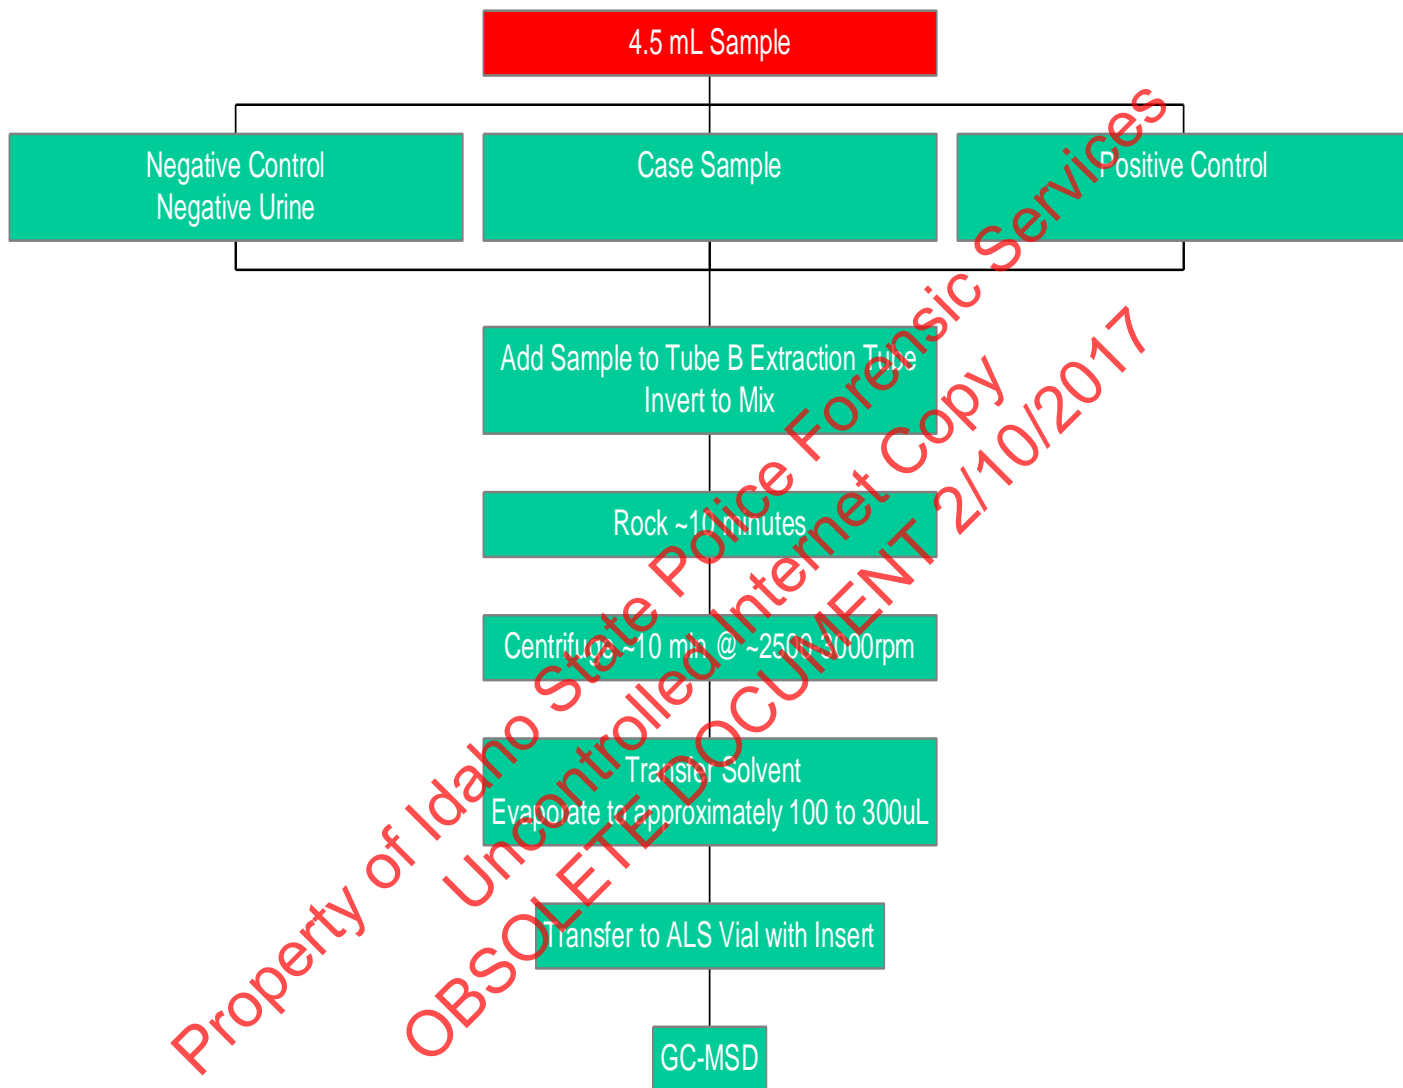 4.5 mL Sample
Negative Control
Negative Urine
Case Sample
Positive Control
Add Sample to Tube B Extraction Tube
Invert to Mix
Rock ~10 minutes
Centrifuge ~10 min @ ~2500-3000rpm
Transfer Solvent
Evaporate to approximately 100 to 300uL
Transfer to ALS Vial with Insert
GC-MSD
Property of Idaho State Police Forensic Services
Uncontrolled Internet Copy
OBSOLETE DOCUMENT 2/10/2017